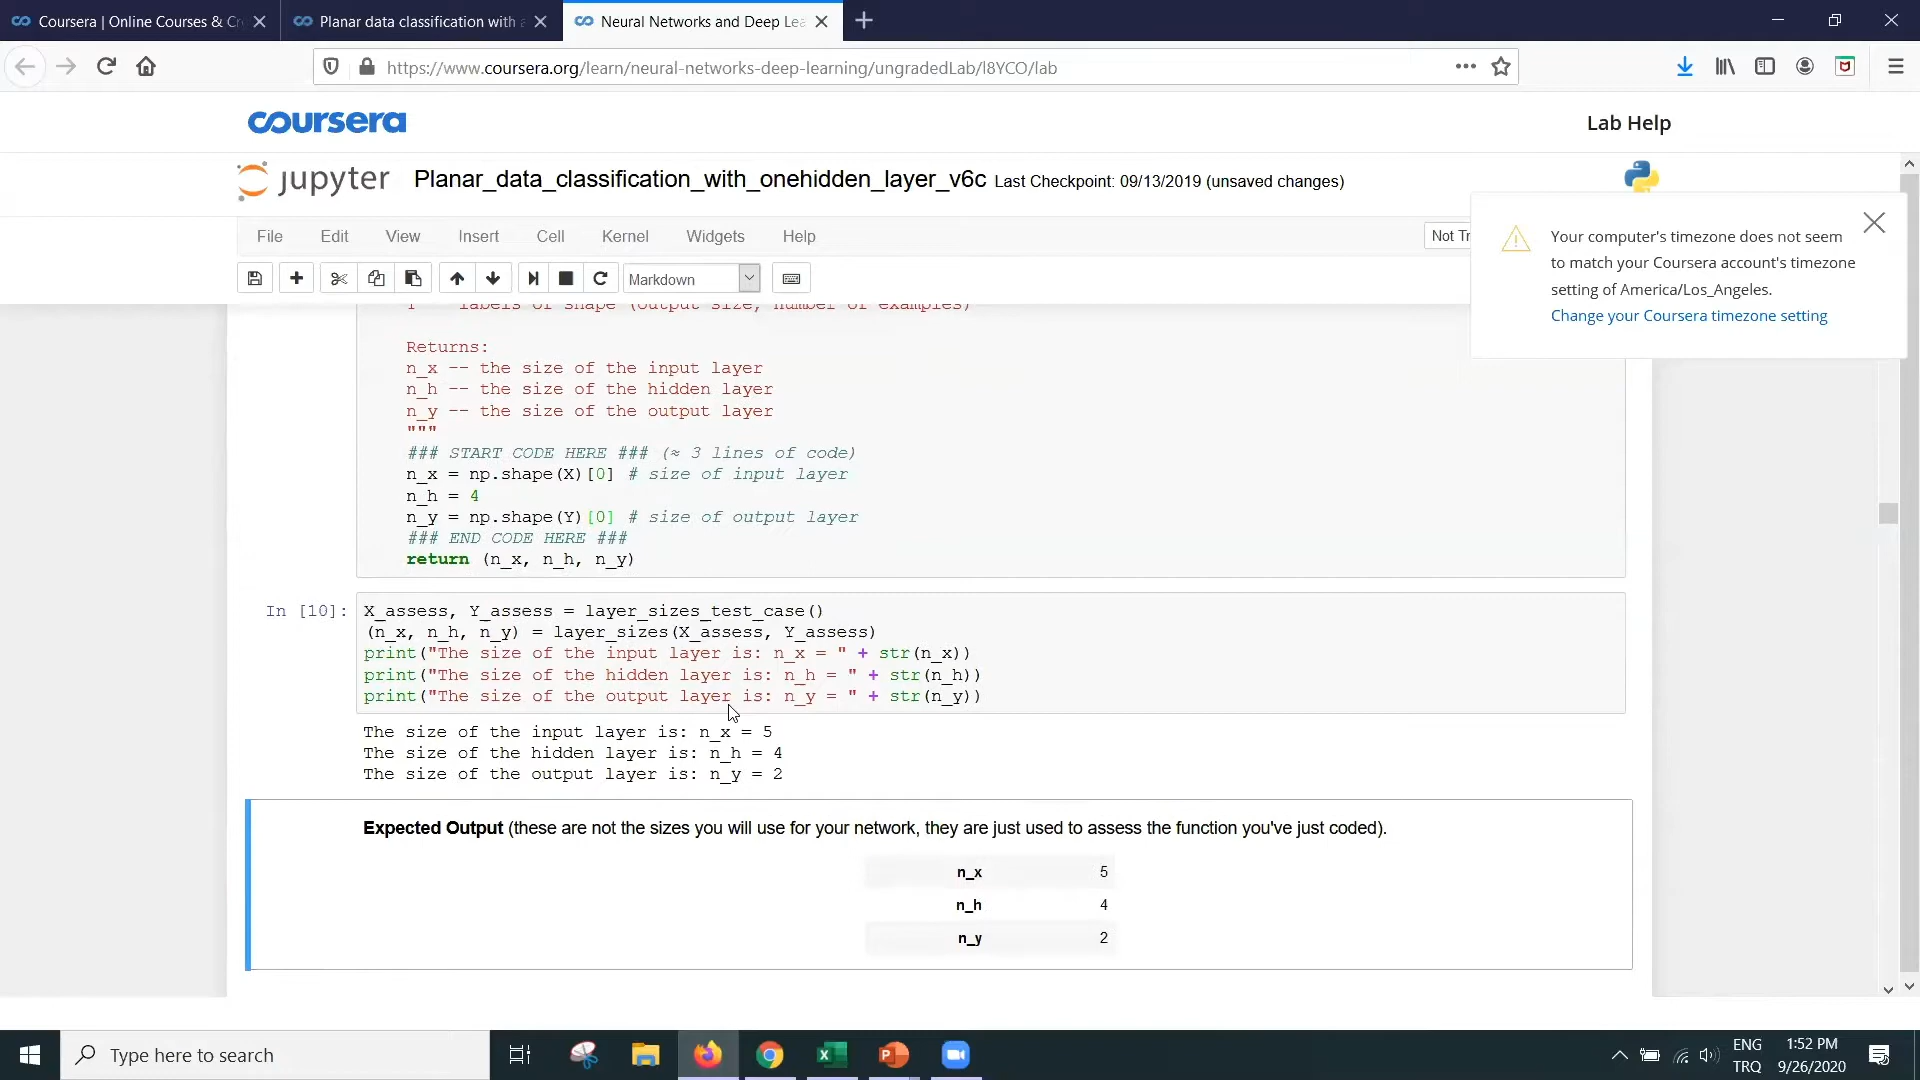 Coursera | Online Courses & Cr
Planar data classification with a
Neural Networks and Deep Lea
https://www.coursera.org/learn/neural-networks-deep-learning/ungradedLab/l8YCO/lab
coursera
Lab Help
jupyter
Planar_data_classification_with_onehidden_layer_v6c Last Checkpoint: 09/13/2019 (unsaved changes)
File Edit View Insert Cell Kernel Widgets Help
Not Tr
Markdown
Your computer's timezone does not seem
to match your Coursera account's timezone
setting of America/Los_Angeles.
Change your Coursera timezone setting
labels of shape (output size, number of examples)
Returns:
n_x -- the size of the input layer
n_h -- the size of the hidden layer
n_y -- the size of the output layer
"""
### START CODE HERE ### (≈ 3 lines of code)
n_x = np.shape(X)[0] # size of input layer
n_h = 4
n_y = np.shape(Y)[0] # size of output layer
### END CODE HERE ###
return (n_x, n_h, n_y)
In [10]:
X_assess, Y_assess = layer_sizes_test_case()
(n_x, n_h, n_y) = layer_sizes(X_assess, Y_assess)
print("The size of the input layer is: n_x = " + str(n_x))
print("The size of the hidden layer is: n_h = " + str(n_h))
print("The size of the output layer is: n_y = " + str(n_y))
The size of the input layer is: n_x = 5
The size of the hidden layer is: n_h = 4
The size of the output layer is: n_y = 2
Expected Output (these are not the sizes you will use for your network, they are just used to assess the function you've just coded).
n_x 5
n_h 4
n_y 2
Type here to search
ENG
TRQ
1:52 PM
9/26/2020